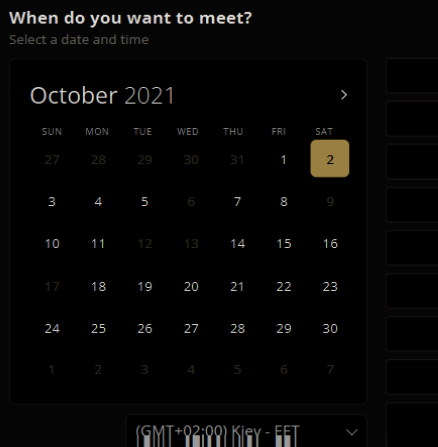 When do you want to meet?
Select a date and time
October 2021
SUN MON TUE WED THU FRI SAT
27 28 29 30 31 1 2
3 4 5 6 7 8 9
10 11 12 13 14 15 16
17 18 19 20 21 22 23
24 25 26 27 28 29 30
1 2 3 4 5 6 7
(GMT+02:00) Kiev - EET